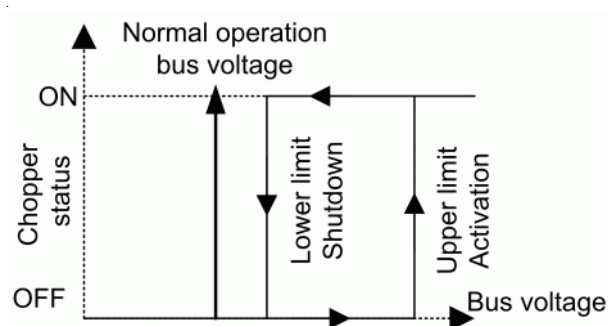 Normal operation
bus voltage
ON
Chopper
status
Lower limit
Shutdown
Upper limit
Activation
OFF
Bus voltage